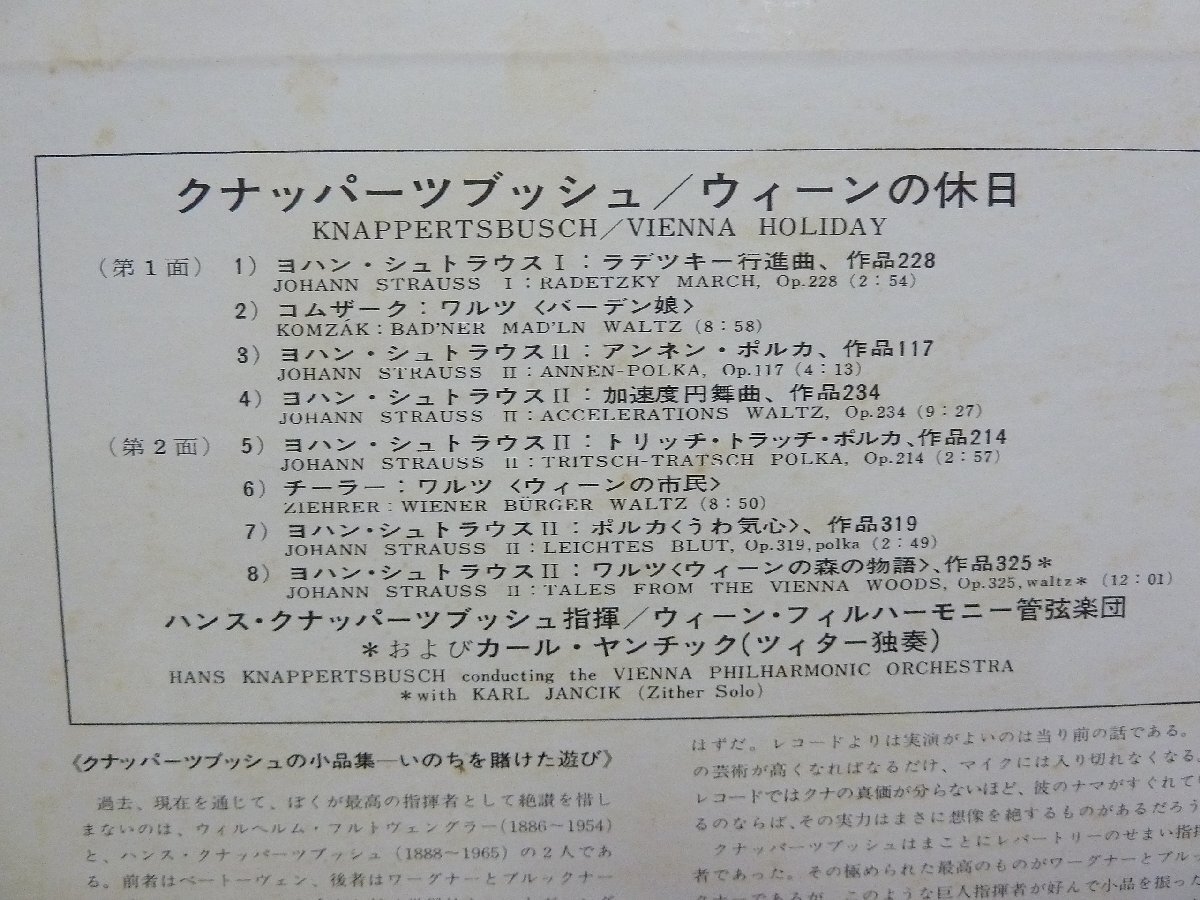 クナッパーツブッシュ／ウィーンの休日
KNAPPERTSBUSCH／VIENNA HOLIDAY
（第１面） 1）ヨハン・シュトラウスⅠ：ラデツキー行進曲、作品228
JOHANN STRAUSS I：RADETZKY MARCH, Op.228 (2：54)
2）コムザーク：ワルツ〈バーデン娘〉
KOMZÁK：BAD'NER MAD'LN WALTZ (8：58)
3）ヨハン・シュトラウスII：アンネン・ポルカ、作品117
JOHANN STRAUSS II：ANNEN-POLKA, Op.117 (4：13)
4）ヨハン・シュトラウスII：加速度円舞曲、作品234
JOHANN STRAUSS II：ACCELERATIONS WALTZ, Op.234 (9：27)
（第２面） 5）ヨハン・シュトラウスII：トリッチ・トラッチ・ポルカ、作品214
JOHANN STRAUSS II：TRITSCH-TRATSCH POLKA, Op.214 (2：57)
6）チーラー：ワルツ〈ウィーンの市民〉
ZIEHRER：WIENER BÜRGER WALTZ (8：50)
7）ヨハン・シュトラウスII：ポルカ〈うわ気心〉、作品319
JOHANN STRAUSS II：LEICHTES BLUT, Op.319, polka (2：49)
8）ヨハン・シュトラウスII：ワルツ〈ウィーンの森の物語〉、作品325＊
JOHANN STRAUSS II：TALES FROM THE VIENNA WOODS, Op.325, waltz＊ (12：01)
ハンス・クナッパーツブッシュ指揮／ウィーン・フィルハーモニー管弦楽団
＊およびカール・ヤンチック（ツィター独奏）
HANS KNAPPERTSBUSCH conducting the VIENNA PHILHARMONIC ORCHESTRA
＊with KARL JANCIK (Zither Solo)
《クナッパーツブッシュの小品集―いのちを賭けた遊び》
過去、現在を通じて、ぼくが最高の指揮者として絶讃を惜し
まないのは、ウィルヘルム・フルトヴェングラー（1886～1954）
と、ハンス・クナッパーツブッシュ（1888～1965）の２人であ
る。前者はベートーヴェン、後者はワーグナーとブルックナー
はずだ。レコードよりは実演がよいのは当り前の話である。
の芸術が高くなればなるだけ、マイクには入り切れなくなる。
レコードではクナの真価が分らないほど、彼のナマがすぐれてい
るのならば、その実力はまさに想像を絶するものがあるだろう
クナッパーツブッシュはまことにレパートリーのせまい指揮
者であった。その極められた最高のものがワーグナーとブルッ
クナーであるが、このような巨人指揮者が好んで小品を振った